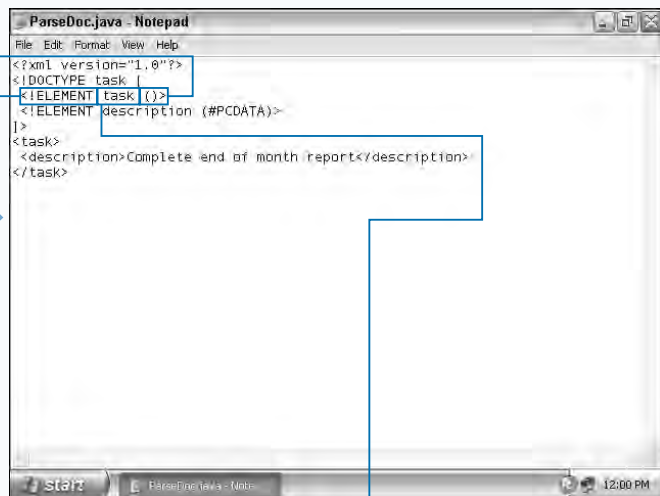 ParseDoc.java - Notepad
File Edit Format View Help
<?xml version="1.0"?>
<!DOCTYPE task [
<!ELEMENT task ()>
<!ELEMENT description (#PCDATA)>
]>
<task>
<description>Complete end of month report</description>
</task>
start ParseDoc.java - Note... 12:00 PM